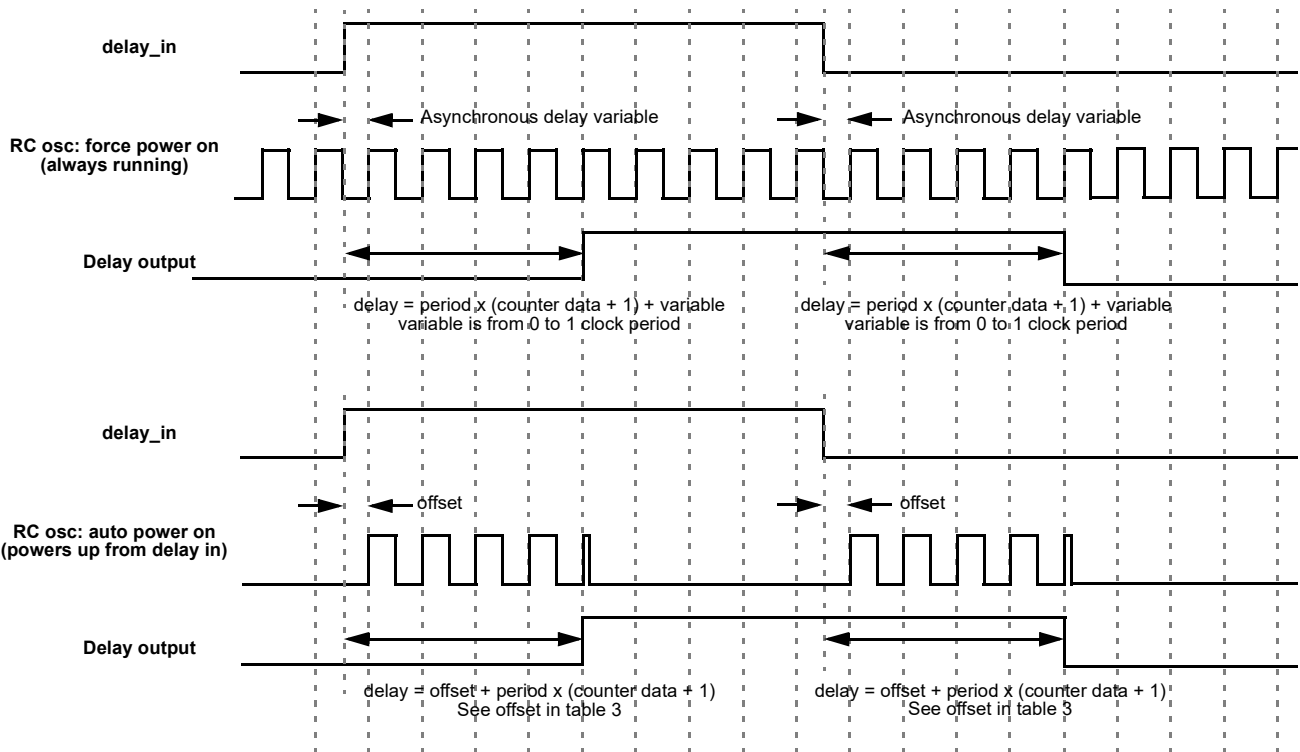 delay_in
Asynchronous delay variable
Asynchronous delay variable
RC osc: force power on
(always running)
Delay output
delay = period x (counter data + 1) + variable
variable is from 0 to 1 clock period
delay = period x (counter data + 1) + variable
variable is from 0 to 1 clock period
delay_in
offset
offset
RC osc: auto power on
(powers up from delay in)
Delay output
delay = offset + period x (counter data + 1)
See offset in table 3
delay = offset + period x (counter data + 1)
See offset in table 3